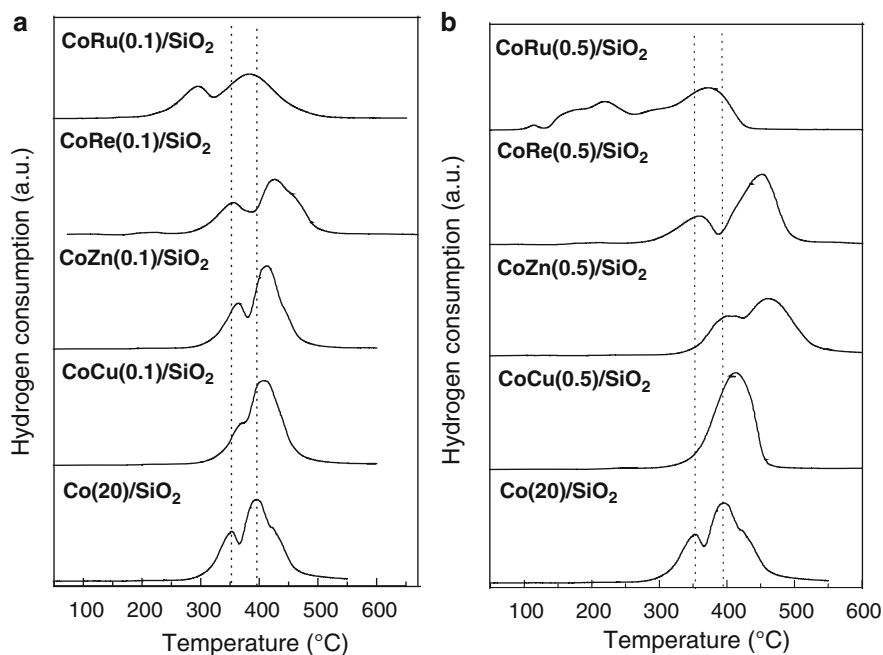 a
CoRu(0.1)/SiO₂
CoRe(0.1)/SiO₂
CoZn(0.1)/SiO₂
CoCu(0.1)/SiO₂
Co(20)/SiO₂
Hydrogen consumption (a.u.)
100 200 300 400 500 600
Temperature (°C)
b
CoRu(0.5)/SiO₂
CoRe(0.5)/SiO₂
CoZn(0.5)/SiO₂
CoCu(0.5)/SiO₂
Co(20)/SiO₂
Hydrogen consumption (a.u.)
100 200 300 400 500 600
Temperature (°C)